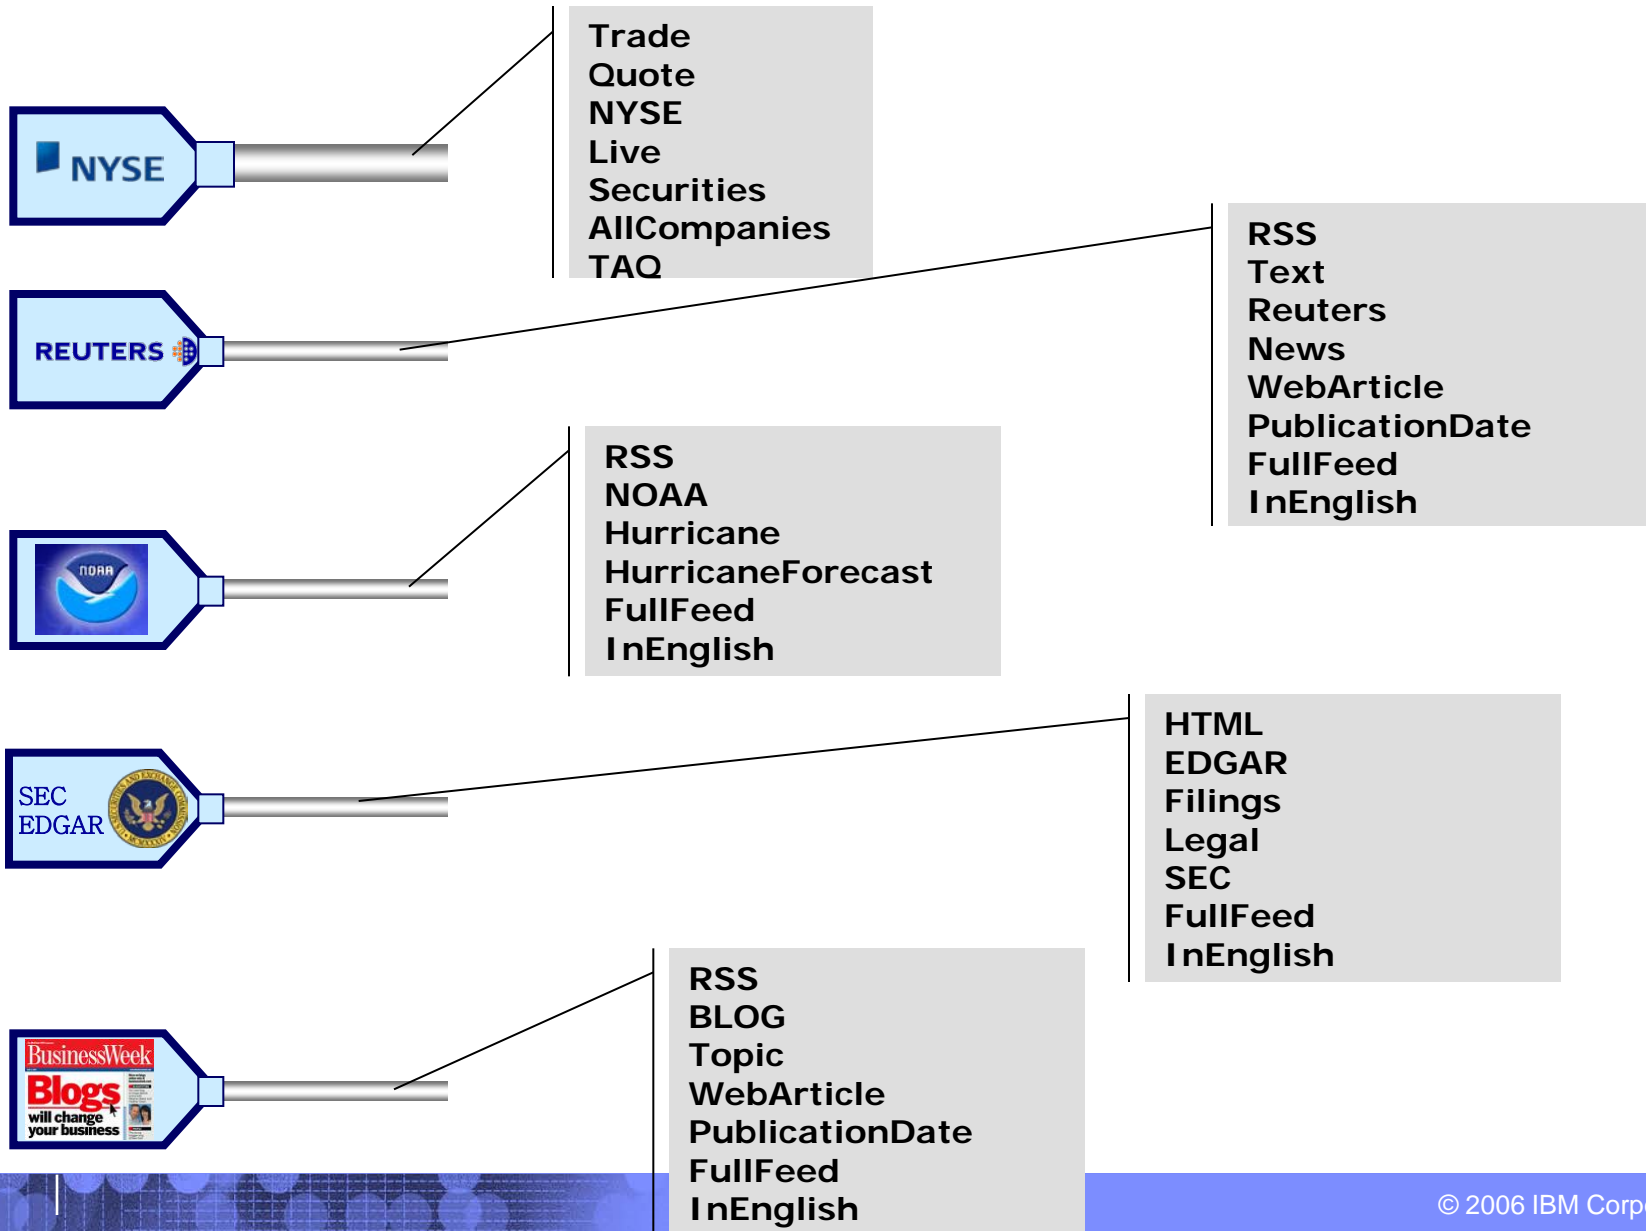 Trade
Quote
NYSE
Live
Securities
AllCompanies
TAQ
NYSE
RSS
Text
Reuters
News
WebArticle
PublicationDate
FullFeed
InEnglish
REUTERS
RSS
NOAA
Hurricane
HurricaneForecast
FullFeed
InEnglish
NOAA
HTML
EDGAR
Filings
Legal
SEC
FullFeed
InEnglish
SEC
EDGAR
RSS
BLOG
Topic
WebArticle
PublicationDate
FullFeed
InEnglish
BusinessWeek
Blogs
will change
your business
© 2006 IBM Corp